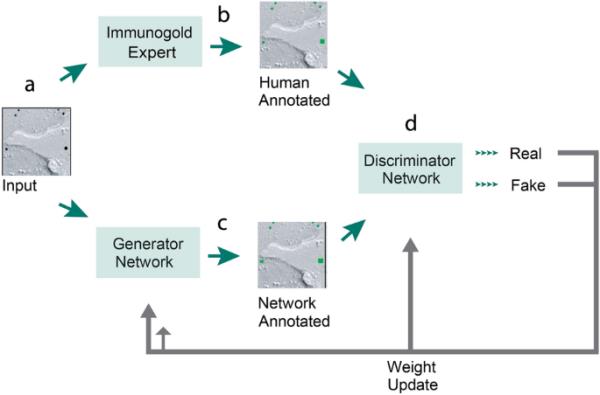 a
Input
Immunogold
Expert
b
Human
Annotated
Generator
Network
c
Network
Annotated
d
Discriminator
Network
Real
Fake
Weight
Update